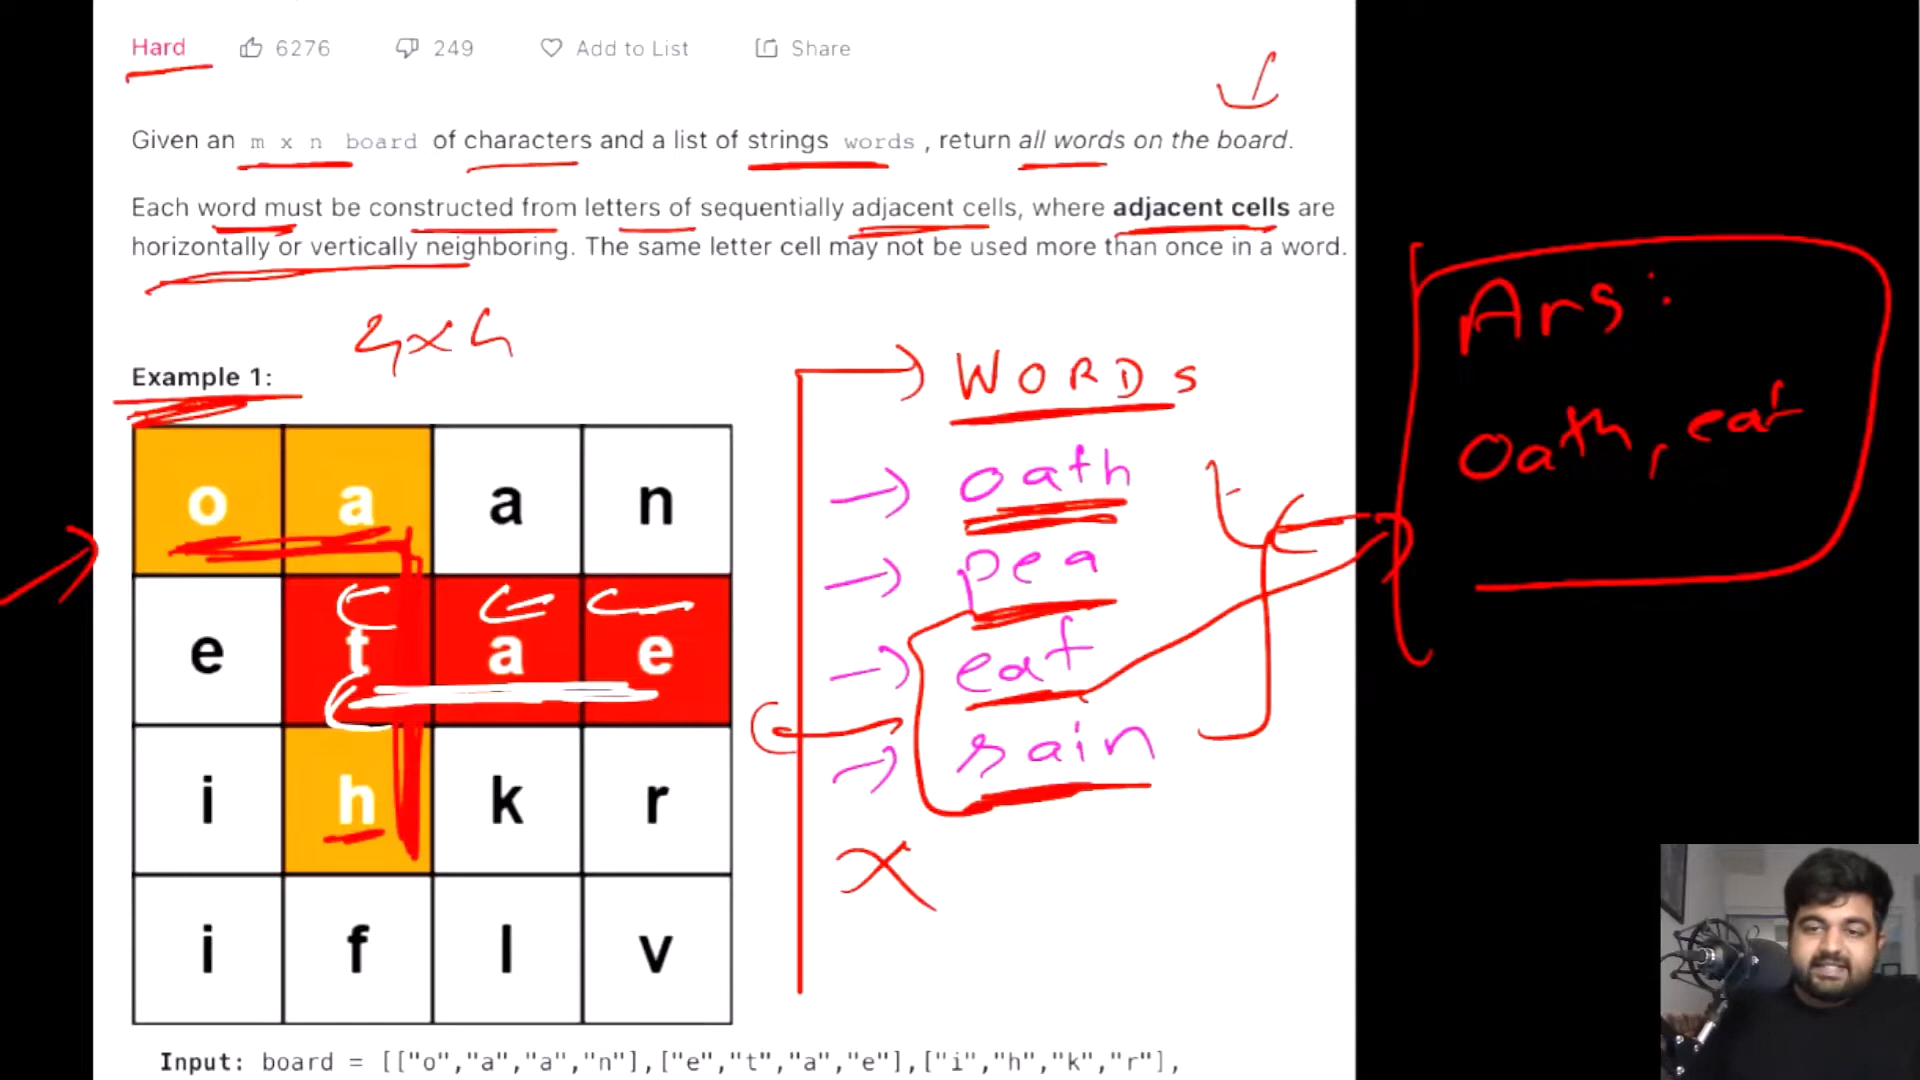 Hard 6276 249 Add to List Share
Given an m x n board of characters and a list of strings words , return all words on the board.
Each word must be constructed from letters of sequentially adjacent cells, where adjacent cells are
horizontally or vertically neighboring. The same letter cell may not be used more than once in a word.
4x4
Example 1:
WORDs
oath
pea
eat
rain
Ans:
Oath, eat
o a a n
e t a e
i h k r
i f l v
Input: board = [["o","a","a","n"],["e","t","a","e"],["i","h","k","r"],